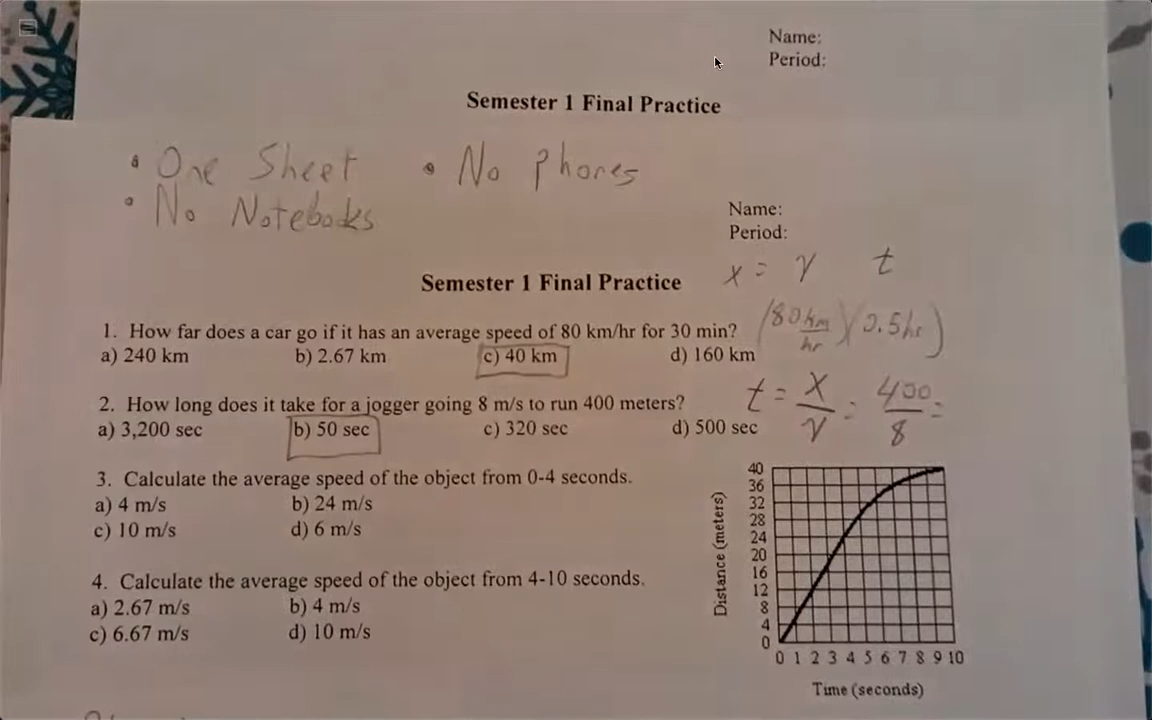 Name:
Period:
Semester 1 Final Practice
• One Sheet • No Phones
• No Notebooks
Name:
Period:
Semester 1 Final Practice
x = v t
1. How far does a car go if it has an average speed of 80 km/hr for 30 min?
(80 km/hr)(0.5hr)
a) 240 km b) 2.67 km c) 40 km d) 160 km
2. How long does it take for a jogger going 8 m/s to run 400 meters?
t = x/v = 400/8 =
a) 3,200 sec b) 50 sec c) 320 sec d) 500 sec
3. Calculate the average speed of the object from 0-4 seconds.
a) 4 m/s b) 24 m/s
c) 10 m/s d) 6 m/s
4. Calculate the average speed of the object from 4-10 seconds.
a) 2.67 m/s b) 4 m/s
c) 6.67 m/s d) 10 m/s
Distance (meters)
40
36
32
28
24
20
16
12
8
4
0
0 1 2 3 4 5 6 7 8 9 10
Time (seconds)